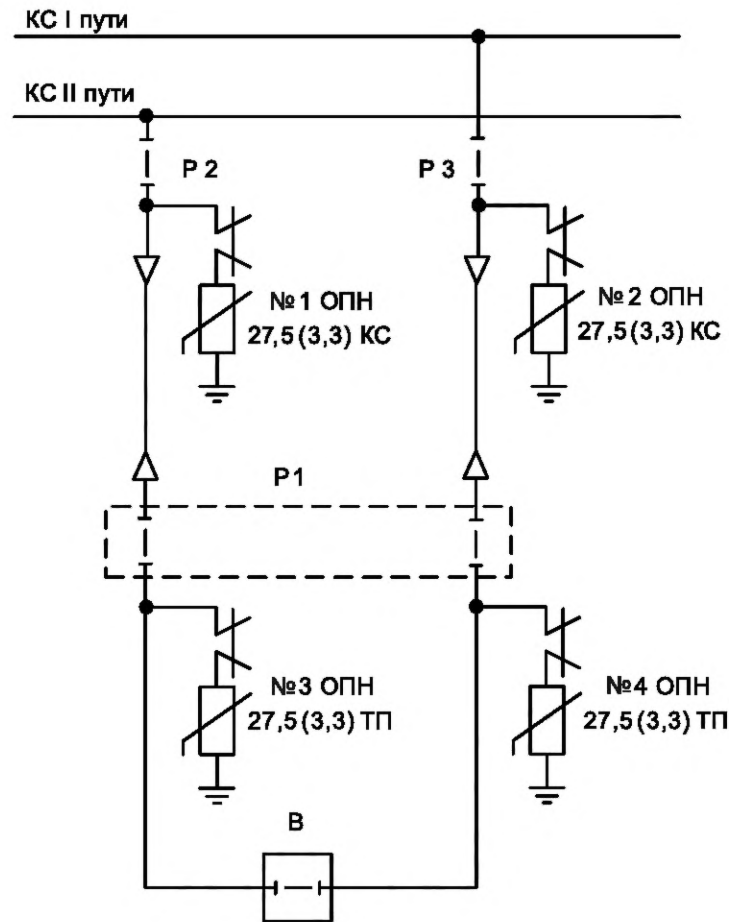 КС I пути
КС II пути
Р 2
Р 3
№1 ОПН
27,5 (3,3) КС
№2 ОПН
27,5 (3,3) КС
Р1
№3 ОПН
27,5 (3,3) ТП
№4 ОПН
27,5 (3,3) ТП
В